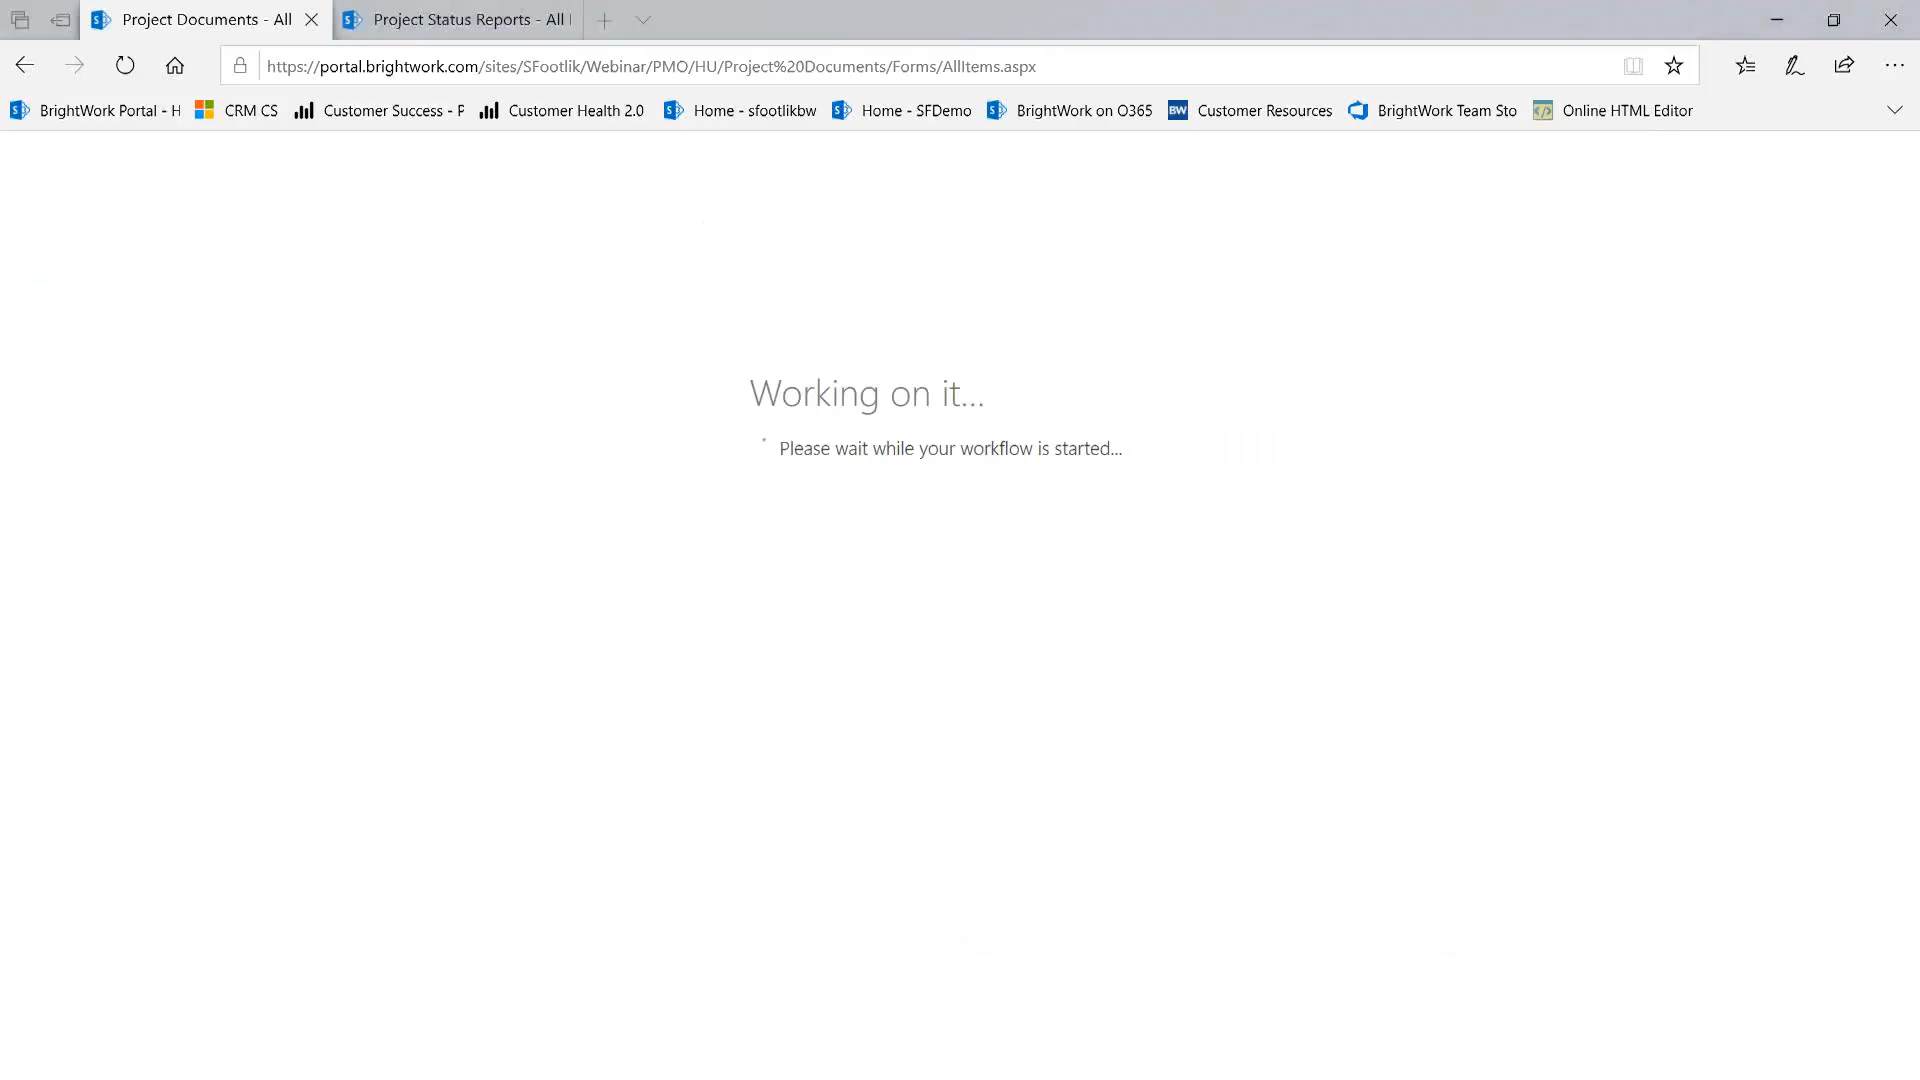 Project Documents - All
Project Status Reports - All
https://portal.brightwork.com/sites/SFootlik/Webinar/PMO/HU/Project%20Documents/Forms/AllItems.aspx
BrightWork Portal - H
CRM CS
Customer Success - P
Customer Health 2.0
Home - sfootlikbw
Home - SFDemo
BrightWork on O365
BW Customer Resources
BrightWork Team Sto
Online HTML Editor
Working on it...
Please wait while your workflow is started...